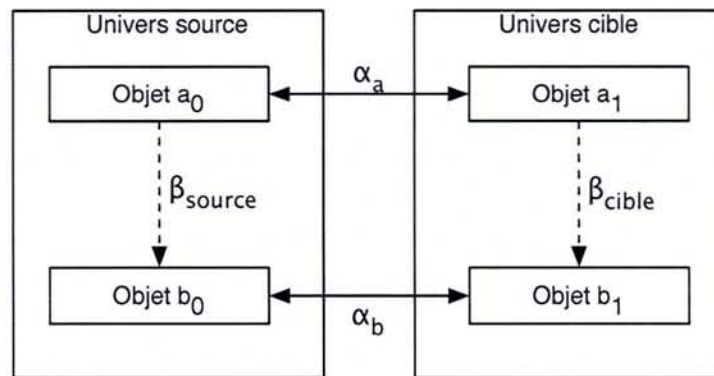 Univers source
Univers cible
Objet a0
αa
Objet a1
βsource
βcible
Objet b0
αb
Objet b1